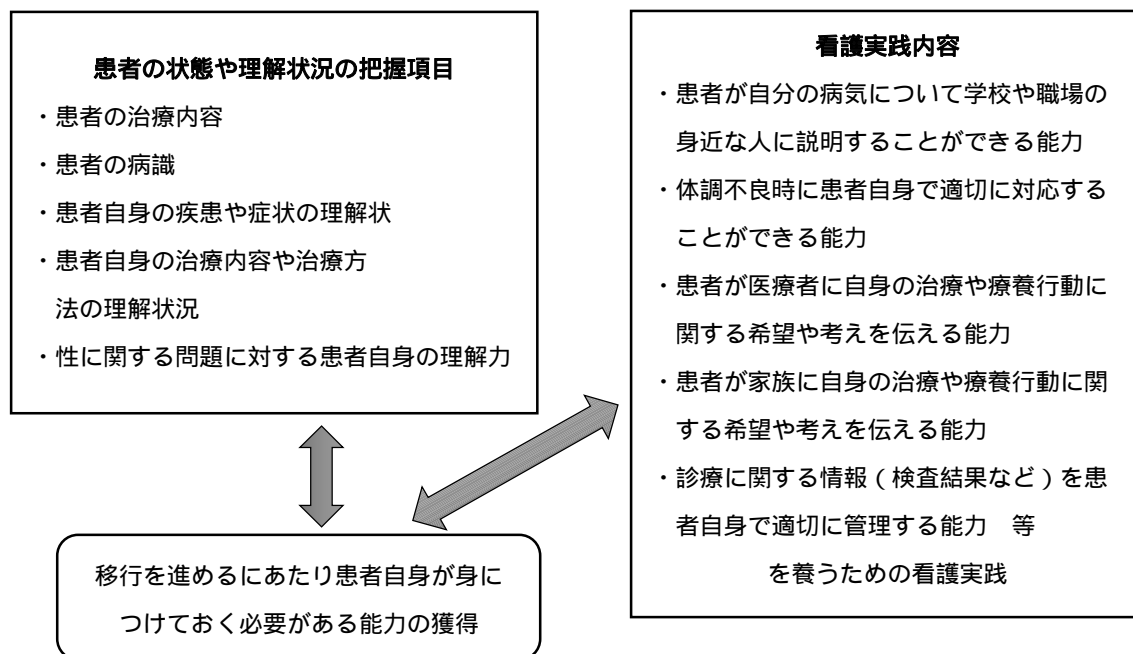 患者の状態や理解状況の把握項目
・患者の治療内容
・患者の病識
・患者自身の疾患や症状の理解状
・患者自身の治療内容や治療方
法の理解状況
・性に関する問題に対する患者自身の理解力
看護実践内容
・患者が自分の病気について学校や職場の
身近な人に説明することができる能力
・体調不良時に患者自身で適切に対応する
ことができる能力
・患者が医療者に自身の治療や療養行動に
関する希望や考えを伝える能力
・患者が家族に自身の治療や療養行動に関
する希望や考えを伝える能力
・診療に関する情報(検査結果など)を患
者自身で適切に管理する能力 等
を養うための看護実践
移行を進めるにあたり患者自身が身に
つけておく必要がある能力の獲得